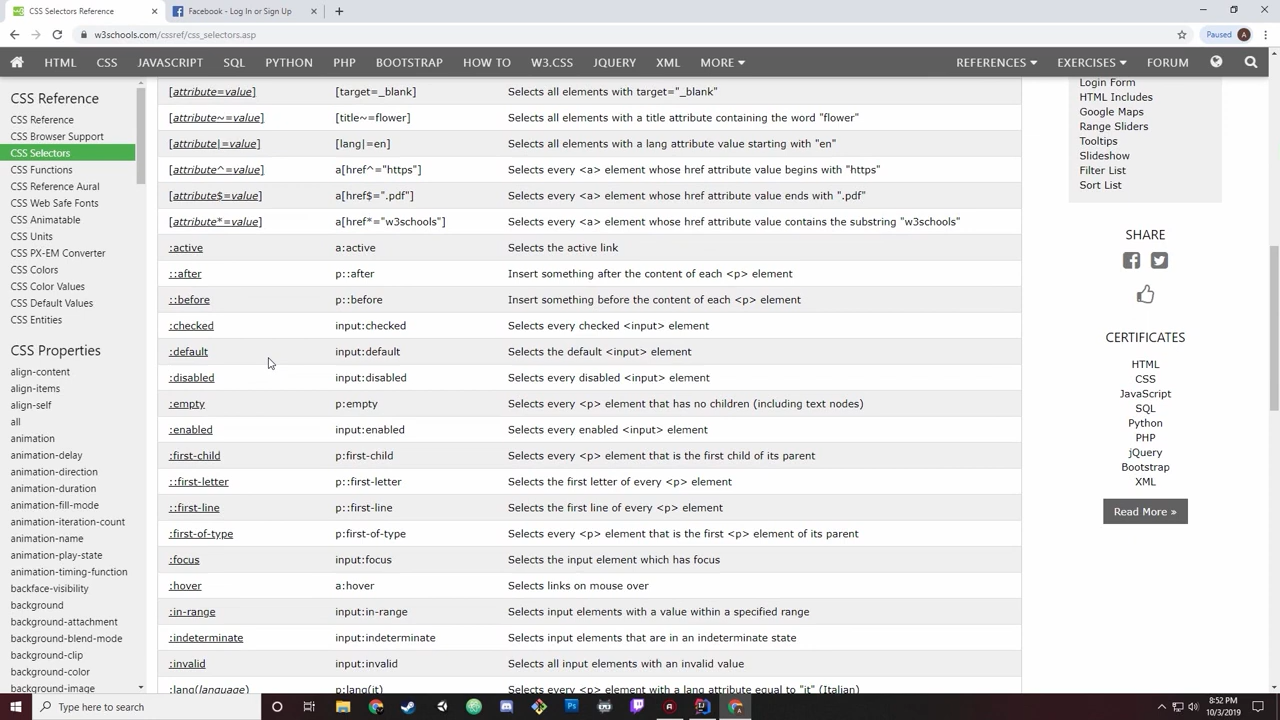 CSS Selectors Reference
Facebook - Log In or Sign Up
w3schools.com/cssref/css_selectors.asp
Paused
A
HTML CSS JAVASCRIPT SQL PYTHON PHP BOOTSTRAP HOW TO W3.CSS JQUERY XML MORE REFERENCES EXERCISES FORUM
CSS Reference
CSS Reference
CSS Browser Support
CSS Selectors
CSS Functions
CSS Reference Aural
CSS Web Safe Fonts
CSS Animatable
CSS Units
CSS PX-EM Converter
CSS Colors
CSS Color Values
CSS Default Values
CSS Entities
CSS Properties
align-content
align-items
align-self
all
animation
animation-delay
animation-direction
animation-duration
animation-fill-mode
animation-iteration-count
animation-name
animation-play-state
animation-timing-function
backface-visibility
background
background-attachment
background-blend-mode
background-clip
background-color
background-image
[attribute=value] [target=_blank] Selects all elements with target="_blank"
[attribute~=value] [title~=flower] Selects all elements with a title attribute containing the word "flower"
[attribute|=value] [lang|=en] Selects all elements with a lang attribute value starting with "en"
[attribute^=value] a[href^="https"] Selects every <a> element whose href attribute value begins with "https"
[attribute$=value] a[href$=".pdf"] Selects every <a> element whose href attribute value ends with ".pdf"
[attribute*=value] a[href*="w3schools"] Selects every <a> element whose href attribute value contains the substring "w3schools"
:active a:active Selects the active link
::after p::after Insert something after the content of each <p> element
::before p::before Insert something before the content of each <p> element
:checked input:checked Selects every checked <input> element
:default input:default Selects the default <input> element
:disabled input:disabled Selects every disabled <input> element
:empty p:empty Selects every <p> element that has no children (including text nodes)
:enabled input:enabled Selects every enabled <input> element
:first-child p:first-child Selects every <p> element that is the first child of its parent
::first-letter p::first-letter Selects the first letter of every <p> element
::first-line p::first-line Selects the first line of every <p> element
:first-of-type p:first-of-type Selects every <p> element that is the first <p> element of its parent
:focus input:focus Selects the input element which has focus
:hover a:hover Selects links on mouse over
:in-range input:in-range Selects input elements with a value within a specified range
:indeterminate input:indeterminate Selects input elements that are in an indeterminate state
:invalid input:invalid Selects all input elements with an invalid value
:lang(language) p:lang(it) Selects every <p> element with a lang attribute equal to "it" (Italian)
Login Form
HTML Includes
Google Maps
Range Sliders
Tooltips
Slideshow
Filter List
Sort List
SHARE
CERTIFICATES
HTML
CSS
JavaScript
SQL
Python
PHP
jQuery
Bootstrap
XML
Read More »
Type here to search
8:52 PM
10/3/2019